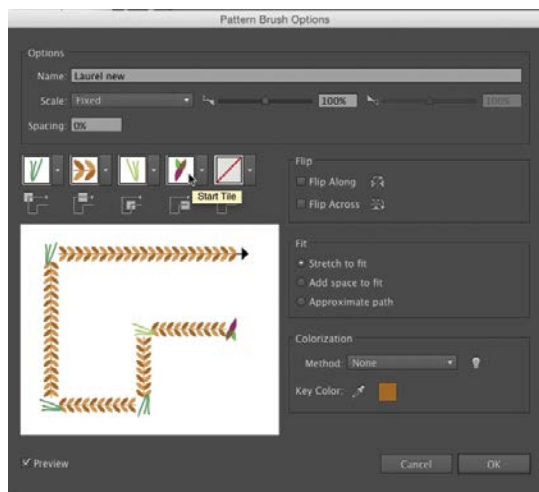 Pattern Brush Options
Options
Name: Laurel new
Scale: Fixed 100% 100%
Spacing: 0%
Start Tile
Flip
Flip Along
Flip Across
Fit
Stretch to fit
Add space to fit
Approximate path
Colorization
Method: None
Key Color:
Preview
Cancel OK